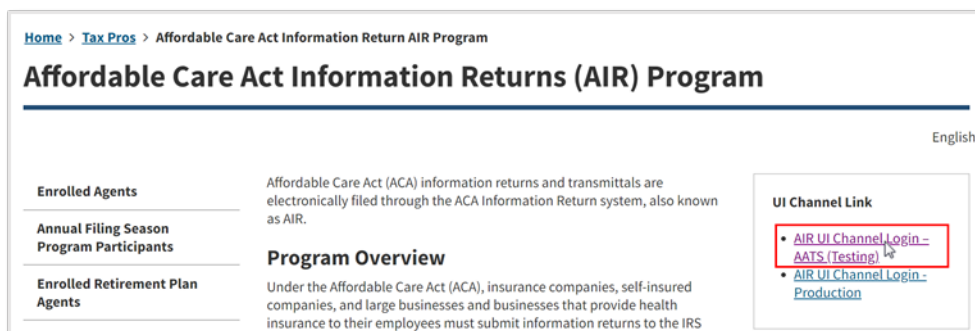 Home > Tax Pros > Affordable Care Act Information Return AIR Program
Affordable Care Act Information Returns (AIR) Program
English
Enrolled Agents
Annual Filing Season
Program Participants
Enrolled Retirement Plan
Agents
Affordable Care Act (ACA) information returns and transmittals are
electronically filed through the ACA Information Return system, also known
as AIR.
Program Overview
Under the Affordable Care Act (ACA), insurance companies, self-insured
companies, and large businesses and businesses that provide health
insurance to their employees must submit information returns to the IRS
UI Channel Link
• AIR UI Channel Login –
AATS (Testing)
• AIR UI Channel Login -
Production